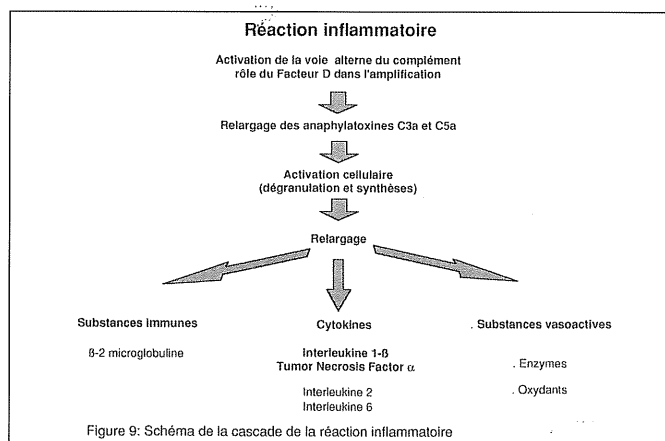 Réaction inflammatoire
Activation de la voie alterne du complément
rôle du Facteur D dans l'amplification
Relargage des anaphylatoxines C3a et C5a
Activation cellulaire
(dégranulation et synthèses)
Relargage
Substances immunes
ß-2 microglobuline
Cytokines
Interleukine 1-ß
Tumor Necrosis Factor α
Interleukine 2
Interleukine 6
. Substances vasoactives
. Enzymes
. Oxydants
Figure 9: Schéma de la cascade de la réaction inflammatoire